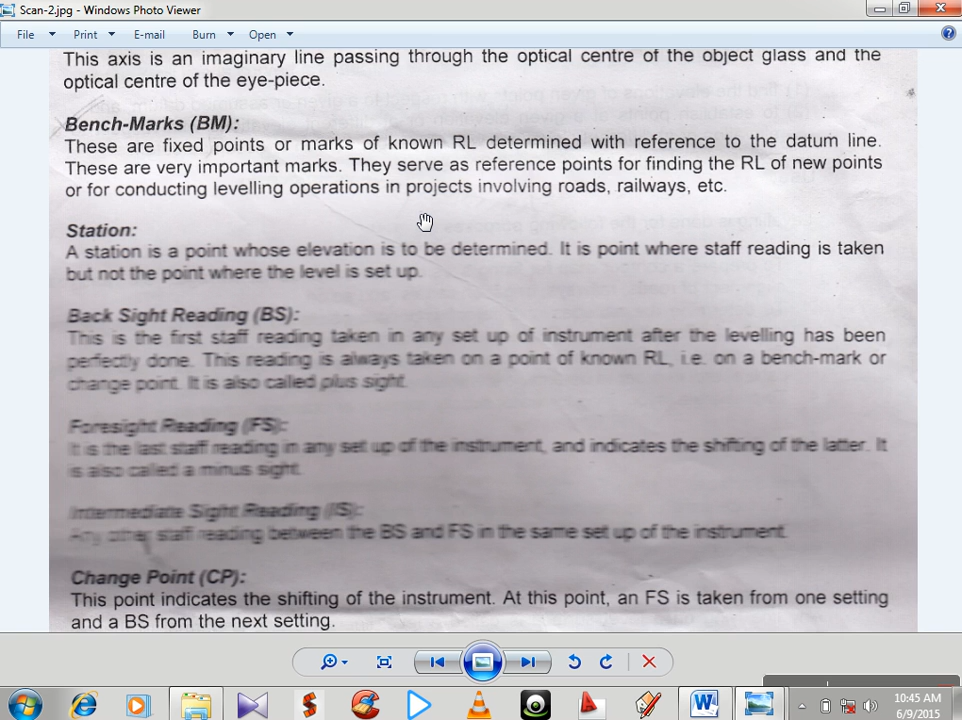 Scan-2.jpg - Windows Photo Viewer
File Print E-mail Burn Open
This axis is an imaginary line passing through the optical centre of the object glass and the
optical centre of the eye-piece.
Bench-Marks (BM):
These are fixed points or marks of known RL determined with reference to the datum line.
These are very important marks. They serve as reference points for finding the RL of new points
or for conducting levelling operations in projects involving roads, railways, etc.
Station:
A station is a point whose elevation is to be determined. It is point where staff reading is taken
but not the point where the level is set up.
Back Sight Reading (BS):
This is the first staff reading taken in any set up of instrument after the levelling has been
perfectly done. This reading is always taken on a point of known RL, i.e. on a bench-mark or
change point. It is also called plus sight.
Foresight Reading (FS):
It is the last staff reading in any set up of the instrument, and indicates the shifting of the latter. It
is also called a minus sight.
Intermediate Sight Reading (IS):
Any other staff reading between the BS and FS in the same set up of the instrument.
Change Point (CP):
This point indicates the shifting of the instrument. At this point, an FS is taken from one setting
and a BS from the next setting.
10:45 AM
6/9/2015